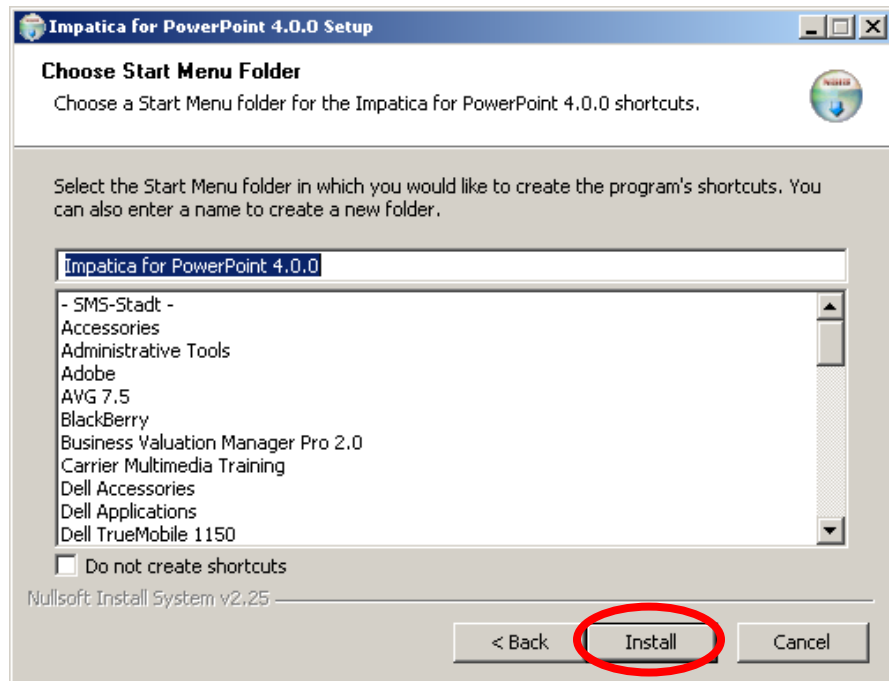 Impatica for PowerPoint 4.0.0 Setup
Choose Start Menu Folder
Choose a Start Menu folder for the Impatica for PowerPoint 4.0.0 shortcuts.
Select the Start Menu folder in which you would like to create the program's shortcuts. You
can also enter a name to create a new folder.
Impatica for PowerPoint 4.0.0
- SMS-Stadt -
Accessories
Administrative Tools
Adobe
AVG 7.5
BlackBerry
Business Valuation Manager Pro 2.0
Carrier Multimedia Training
Dell Accessories
Dell Applications
Dell TrueMobile 1150
Do not create shortcuts
Nullsoft Install System v2.25
< Back Install Cancel